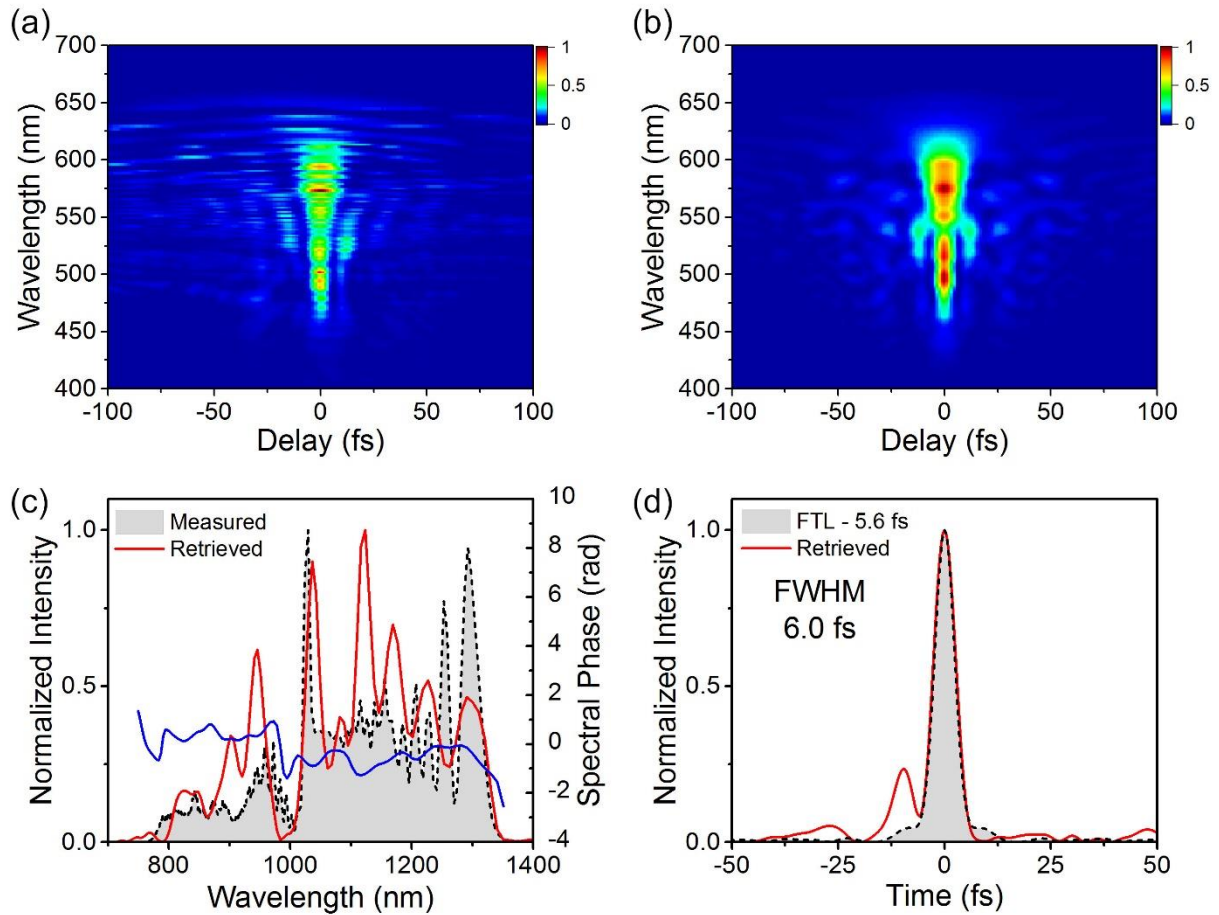 (a)
700
650
600
550
500
450
400
Wavelength (nm)
-100
-50
0
50
100
Delay (fs)
1
0.5
0
(b)
700
650
600
550
500
450
400
Wavelength (nm)
-100
-50
0
50
100
Delay (fs)
1
0.5
0
(c)
Measured
Retrieved
1.0
0.5
0.0
Normalized Intensity
10
8
6
4
2
0
-2
-4
Spectral Phase (rad)
800
1000
1200
1400
Wavelength (nm)
(d)
FTL - 5.6 fs
Retrieved
FWHM
6.0 fs
1.0
0.5
0.0
Normalized Intensity
-50
-25
0
25
50
Time (fs)